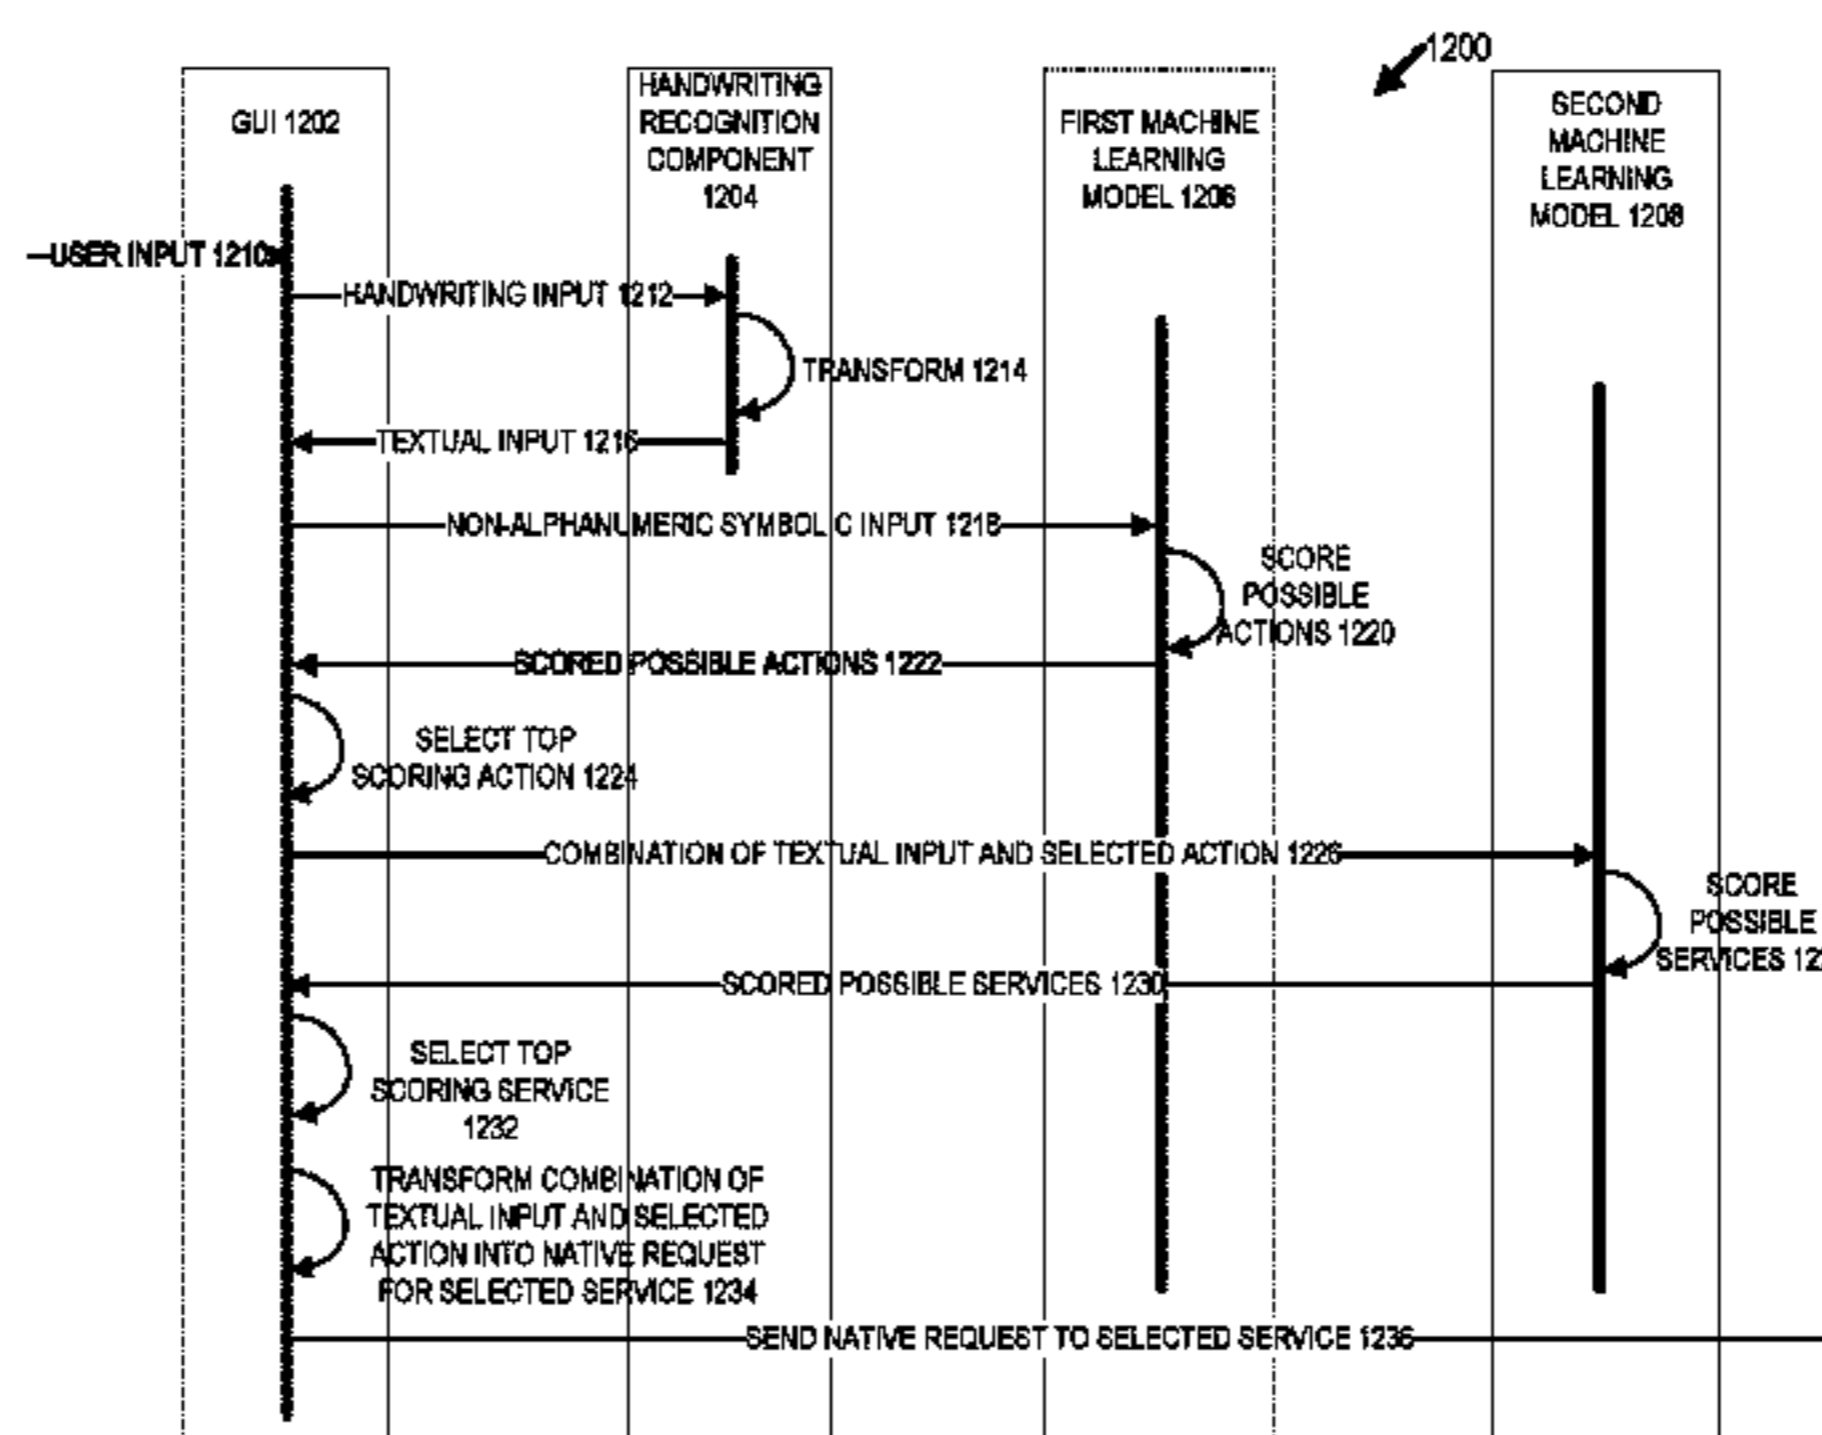 1200
GUI 1202
HANDWRITING
RECOGNITION
COMPONENT
1204
FIRST MACHINE
LEARNING
MODEL 1206
SECOND
MACHINE
LEARNING
MODEL 1208
USER INPUT 1210
HANDWRITING INPUT 1212
TRANSFORM 1214
TEXTUAL INPUT 1216
NON-ALPHANUMERIC SYMBOLIC INPUT 1218
SCORE
POSSIBLE
ACTIONS 1220
SCORED POSSIBLE ACTIONS 1222
SELECT TOP
SCORING ACTION 1224
COMBINATION OF TEXTUAL INPUT AND SELECTED ACTION 1226
SCORE
POSSIBLE
SERVICES
SCORED POSSIBLE SERVICES 1230
SELECT TOP
SCORING SERVICE
1232
TRANSFORM COMBINATION OF
TEXTUAL INPUT AND SELECTED
ACTION INTO NATIVE REQUEST
FOR SELECTED SERVICE 1234
SEND NATIVE REQUEST TO SELECTED SERVICE 1236